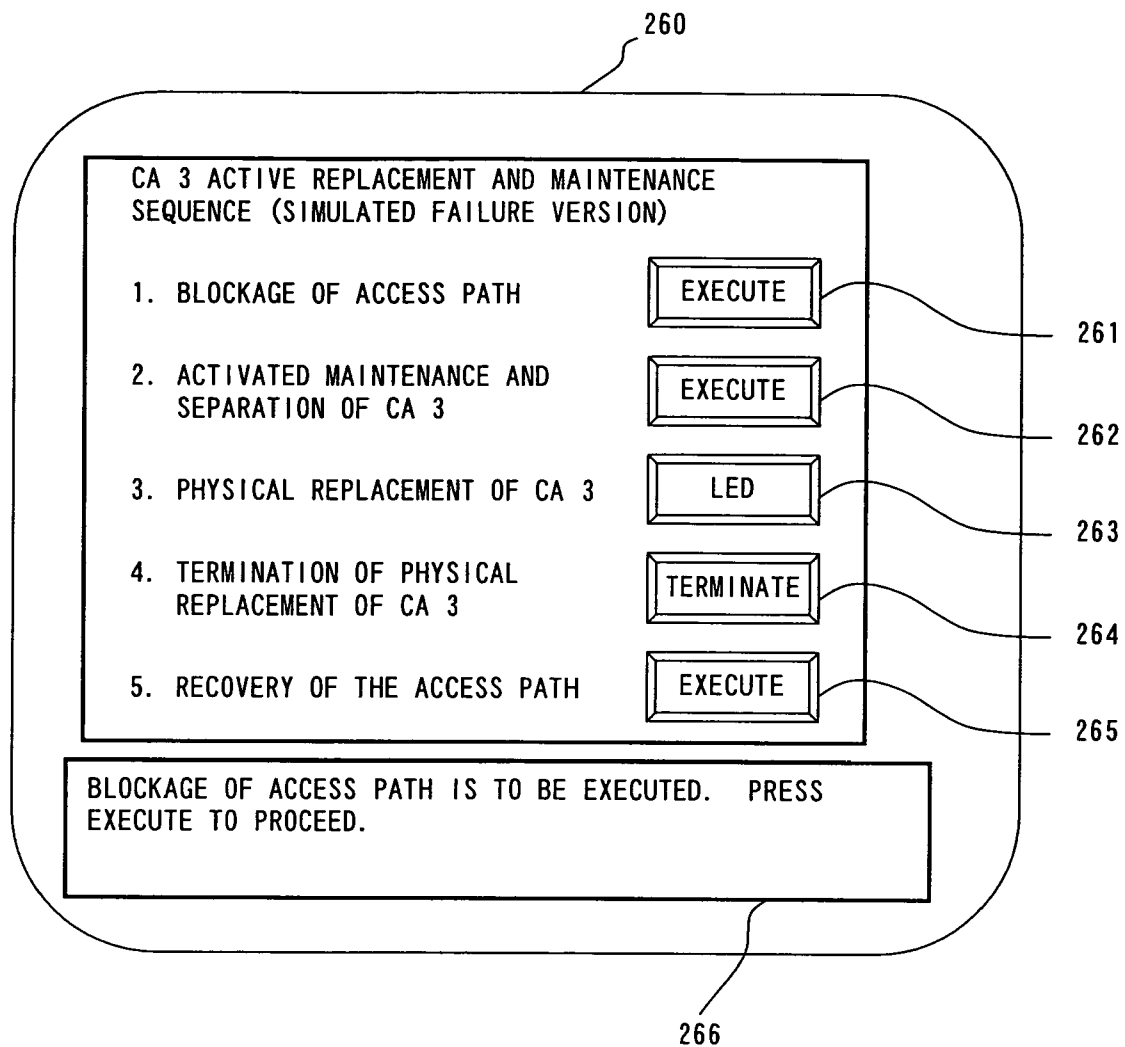 260
CA 3 ACTIVE REPLACEMENT AND MAINTENANCE
SEQUENCE (SIMULATED FAILURE VERSION)
1. BLOCKAGE OF ACCESS PATH
EXECUTE
261
2. ACTIVATED MAINTENANCE AND
SEPARATION OF CA 3
EXECUTE
262
3. PHYSICAL REPLACEMENT OF CA 3
LED
263
4. TERMINATION OF PHYSICAL
REPLACEMENT OF CA 3
TERMINATE
264
5. RECOVERY OF THE ACCESS PATH
EXECUTE
265
BLOCKAGE OF ACCESS PATH IS TO BE EXECUTED. PRESS
EXECUTE TO PROCEED.
266